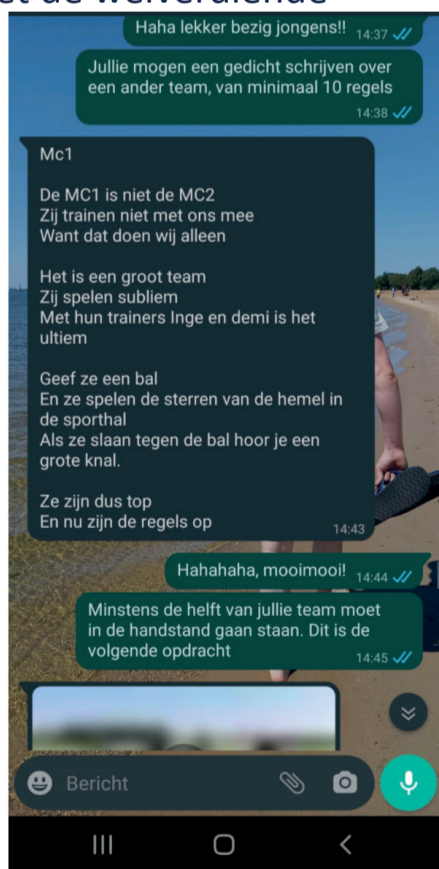 et de welverdiende
Haha lekker bezig jongens!! 14:37
Jullie mogen een gedicht schrijven over
een ander team, van minimaal 10 regels
14:38
Mc1
De MC1 is niet de MC2
Zij trainen niet met ons mee
Want dat doen wij alleen
Het is een groot team
Zij spelen subliem
Met hun trainers Inge en demi is het
ultiem
Geef ze een bal
En ze spelen de sterren van de hemel in
de sporthal
Als ze slaan tegen de bal hoor je een
grote knal.
Ze zijn dus top
En nu zijn de regels op
14:43
Hahahaha, mooimooi! 14:44
Minstens de helft van jullie team moet
in de handstand gaan staan. Dit is de
volgende opdracht
14:45
Bericht